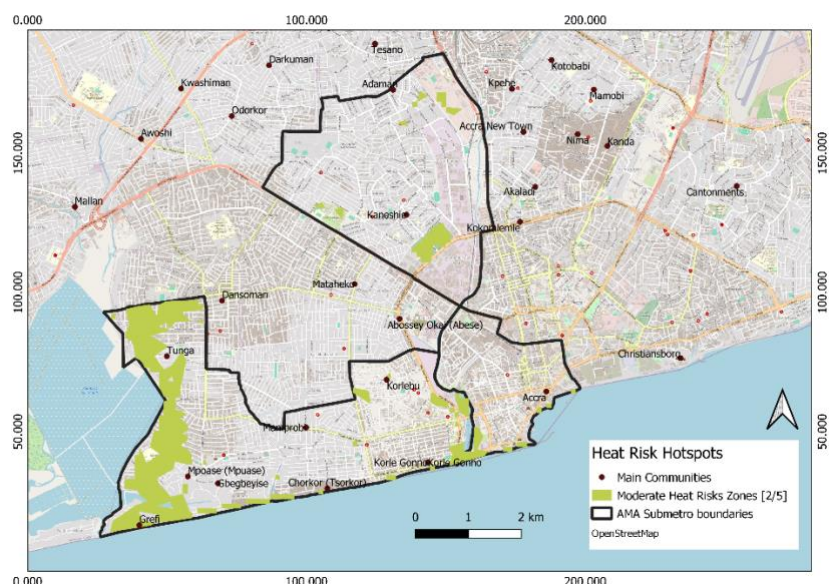 0.000 100.000 200.000
Tesano
Darkuman
Kotobabi
Kwashiman
Adaman
Kpehe
Mamobi
Odorkor
Accra New Town
Awoshi
Nima
Kanda
150.000
150.000
Akaladi
Cantonments
Mallan
Kanoshie
Kokomlemle
Mataheko
100.000
100.000
Dansoman
Abossey Okai (Abese)
Tunga
Christiansborg
Korlebu
Accra
Mamprobi
50.000
50.000
Korle Gonno
Korle Gonno
Mpoase (Mpuase)
Gbegbeyise
Chorkor (Tsorkor)
Grefi
0 1 2 km
Heat Risk Hotspots
Main Communities
Moderate Heat Risks Zones [2/5]
AMA Submetro boundaries
OpenStreetMap
0.000 100.000 200.000